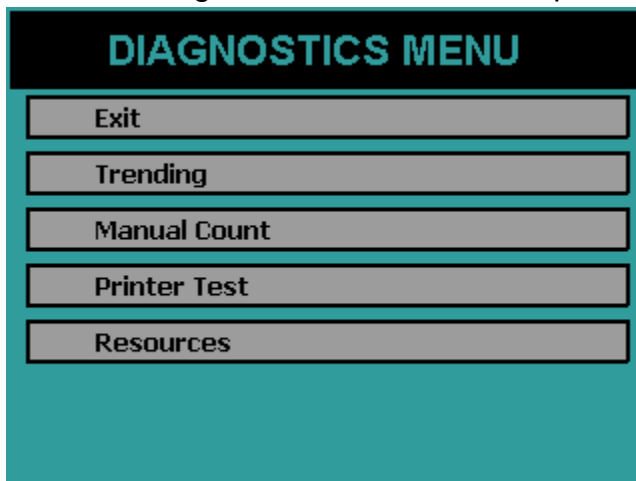 DIAGNOSTICS MENU
Exit
Trending
Manual Count
Printer Test
Resources